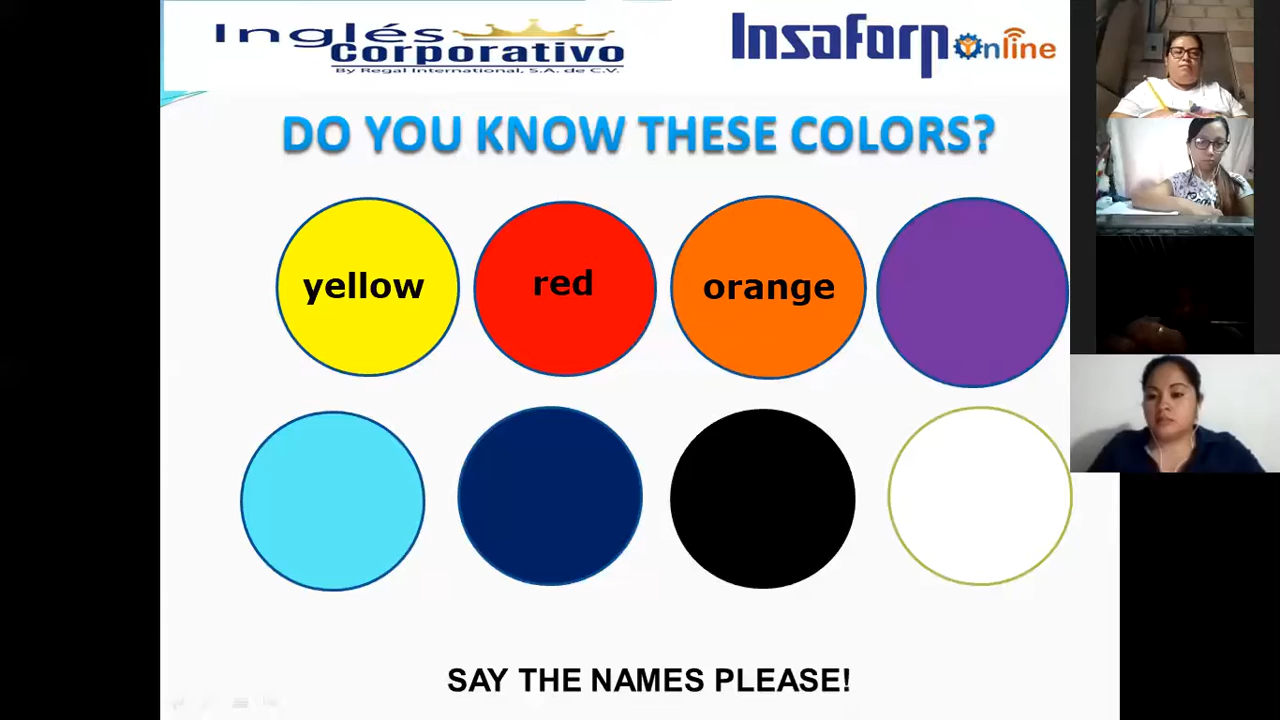 Inglés
Corporativo
By Regal International, S.A. de C.V.
Insaforp Online
DO YOU KNOW THESE COLORS?
yellow
red
orange
SAY THE NAMES PLEASE!